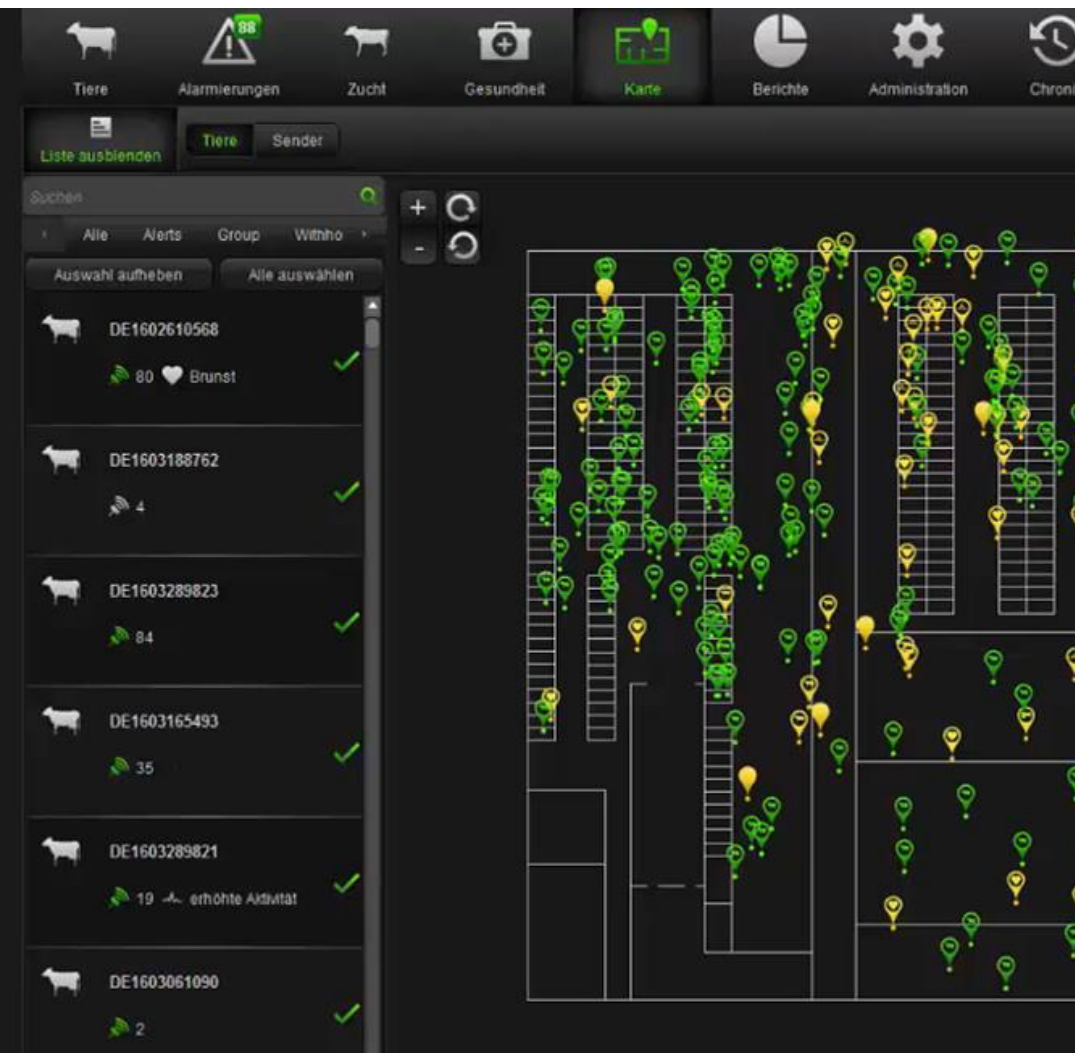 88
Tiere Alarmierungen Zucht Gesundheit Karte Berichte Administration Chroni
Liste ausblenden Tiere Sender
Suchen
Alle Alerts Group Withho
Auswahl aufheben Alle auswählen
+
-
DE1602610568
80 Brunst
DE1603188762
4
DE1603289823
84
DE1603165493
35
DE1603289821
19 erhöhte Aktivität
DE1603061090
2